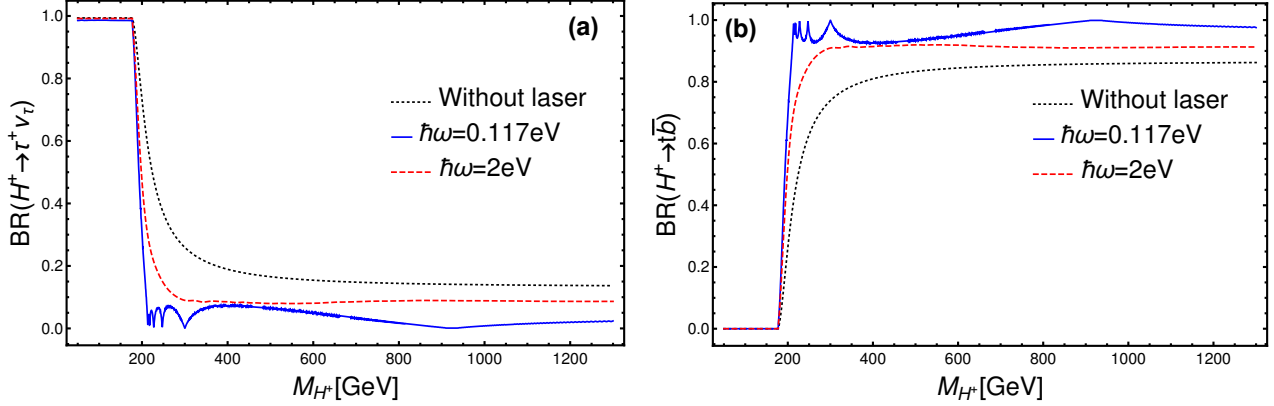 (a)
1.0
0.8
0.6
0.4
0.2
0.0
BR(H⁺→τ⁺ν_τ)
Without laser
ℏω=0.117eV
ℏω=2eV
200 400 600 800 1000 1200
M_H⁺[GeV]
(b)
1.0
0.8
0.6
0.4
0.2
0.0
BR(H⁺→tb̅)
Without laser
ℏω=0.117eV
ℏω=2eV
200 400 600 800 1000 1200
M_H⁺[GeV]